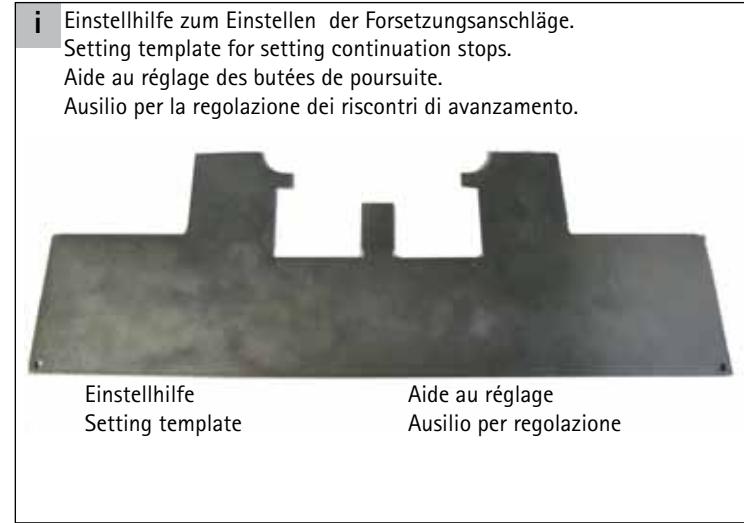 i Einstellhilfe zum Einstellen der Forsetzungsanschläge.
Setting template for setting continuation stops.
Aide au réglage des butées de poursuite.
Ausilio per la regolazione dei riscontri di avanzamento.
Einstellhilfe
Setting template
Aide au réglage
Ausilio per regolazione